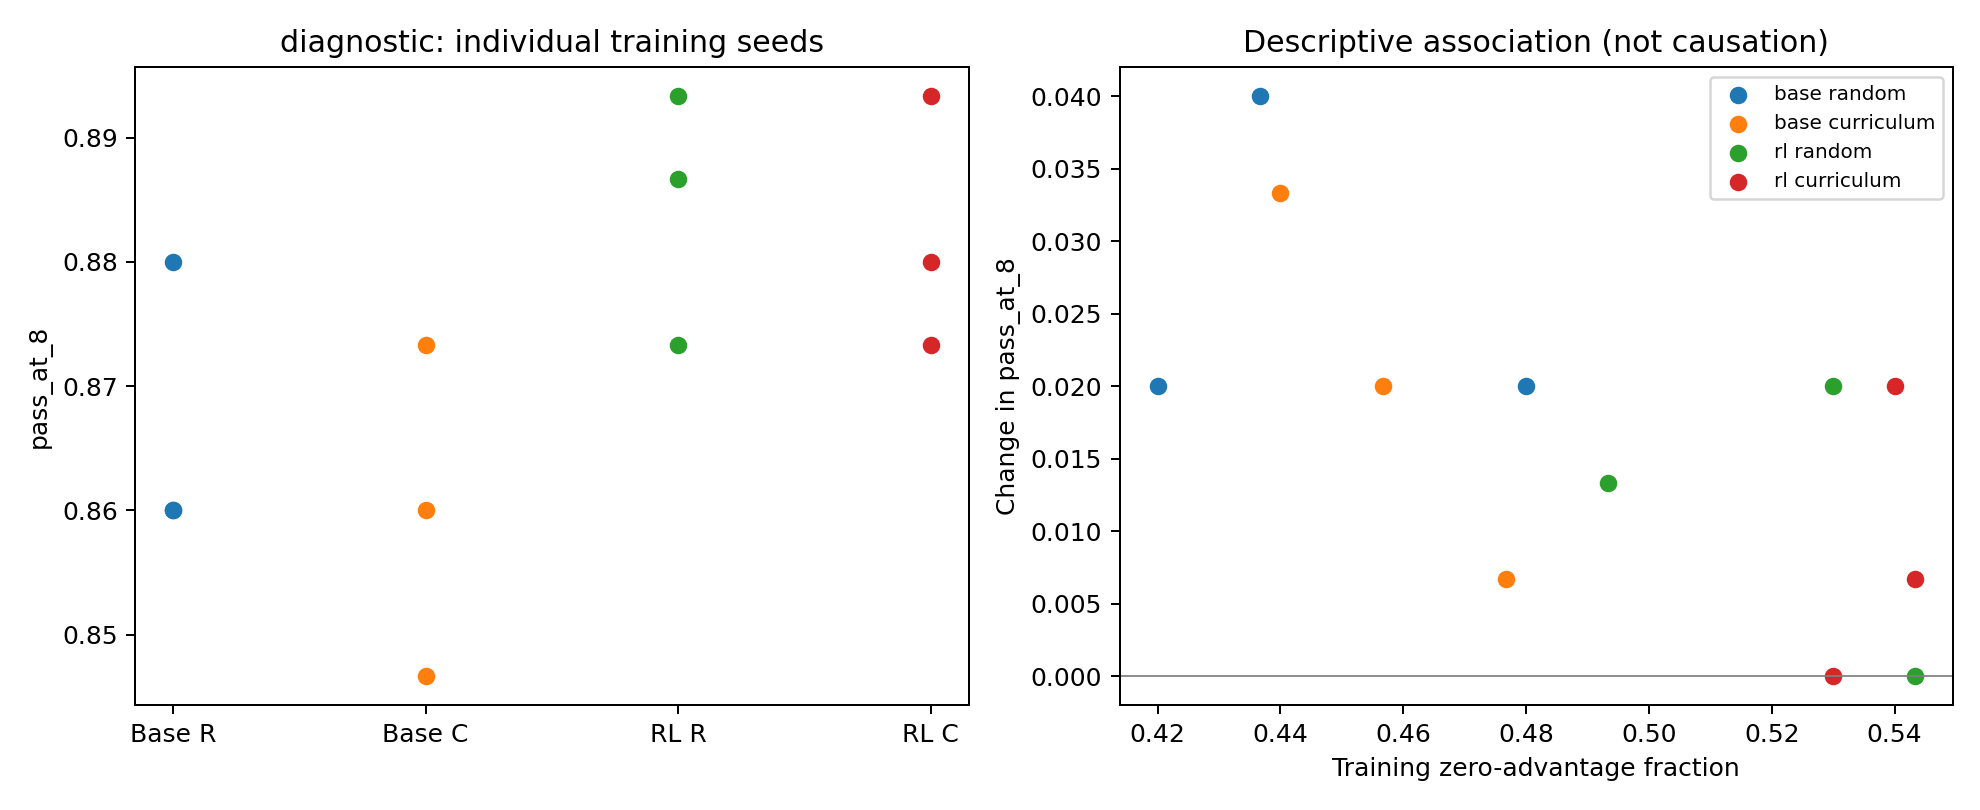 diagnostic: individual training seeds
pass_at_8
0.89
0.88
0.87
0.86
0.85
Base R
Base C
RL R
RL C
Descriptive association (not causation)
Change in pass_at_8
0.040
0.035
0.030
0.025
0.020
0.015
0.010
0.005
0.000
base random
base curriculum
rl random
rl curriculum
0.42
0.44
0.46
0.48
0.50
0.52
0.54
Training zero-advantage fraction